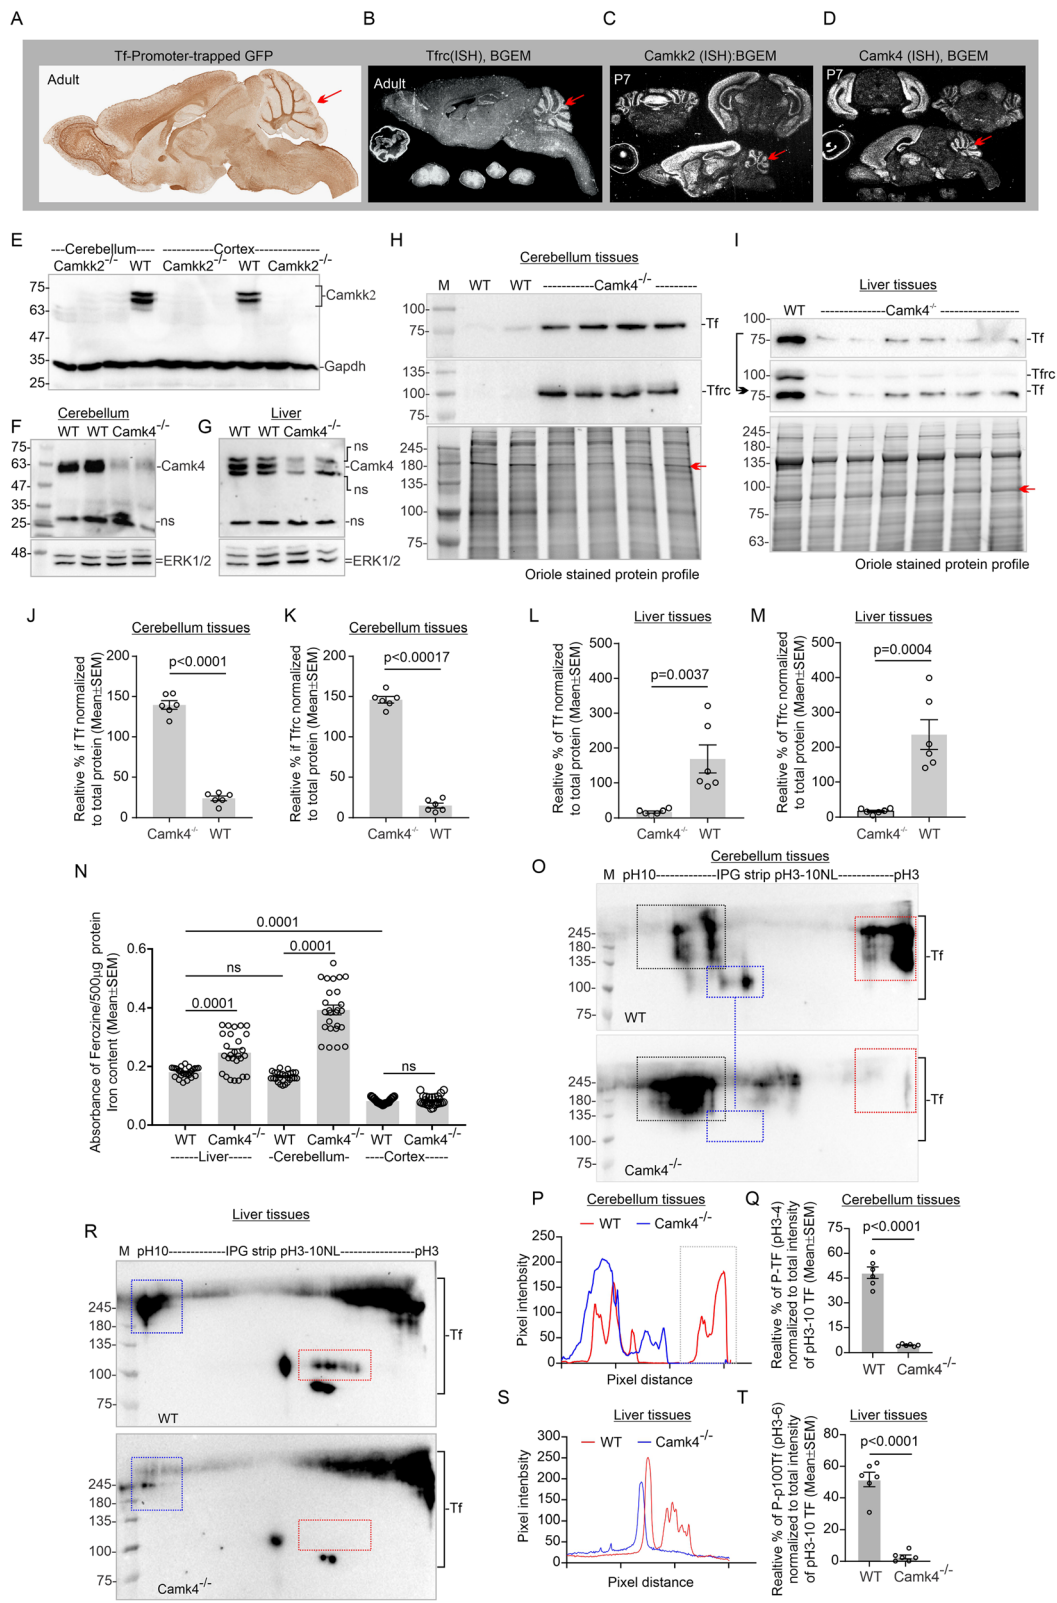 A
B
C
D
Tf-Promoter-trapped GFP
Tfrc(ISH), BGEM
Camkk2 (ISH):BGEM
Camk4 (ISH), BGEM
Adult
Adult
P7
P7
E
---Cerebellum----
-----------Cortex---------------
Camkk2-/- WT Camkk2-/- WT Camkk2-/-
75-
63-
47-
35-
25-
-Camkk2
-Gapdh
F
Cerebellum
WT WT Camk4-/-
75-
63-
48-
35-
25-
48-
-Camk4
-ns
=ERK1/2
G
Liver
WT WT Camk4-/-
ns
-Camk4
ns
-ns
=ERK1/2
H
Cerebellum tissues
M WT WT -----------Camk4-/- ---------
100-
75-
-Tf
135-
100-
75-
-Tfrc
245-
180-
135-
100-
75-
Oriole stained protein profile
I
Liver tissues
WT --------------Camk4-/- -----------------
75-
-Tf
100-
75-
-Tfrc
-Tf
245-
180-
135-
100-
75-
63-
Oriole stained protein profile
J
Cerebellum tissues
Realtive % if Tf normalized
to total protein (Mean±SEM)
200
150
100
50
0
p<0.0001
Camk4-/- WT
K
Cerebellum tissues
Realtive % if Tfrc normalized
to total protein (Mean±SEM)
200
150
100
50
0
p<0.00017
Camk4-/- WT
L
Liver tissues
Realtive % of Tf normalized
to total protein (Maen±SEM)
500
400
300
200
100
0
p=0.0037
Camk4-/- WT
M
Liver tissues
Realtive % of Tfrc normalized
to total protein (Maen±SEM)
500
400
300
200
100
0
p=0.0004
Camk4-/- WT
N
Absorbance of Ferozine/500µg protein
Iron content (Mean±SEM)
0.6
0.4
0.2
0.0
0.0001
0.0001
ns
0.0001
ns
WT Camk4-/- WT Camk4-/- WT Camk4-/-
------Liver----- -Cerebellum- ----Cortex-----
O
Cerebellum tissues
M pH10---------------IPG strip pH3-10NL------------pH3
245-
180-
135-
100-
75-
WT
-Tf
245-
180-
135-
100-
75-
Camk4-/-
-Tf
P
Cerebellum tissues
WT Camk4-/-
Pixel intenbsity
250
200
150
100
50
0
Pixel distance
Q
Cerebellum tissues
Realtive % of P-TF (pH3-4)
normalized to total intensity
of pH3-10 TF (Mean±SEM)
75
60
45
30
15
0
p<0.0001
WT Camk4-/-
R
Liver tissues
M pH10-------------IPG strip pH3-10NL----------------pH3
245-
180-
135-
100-
75-
WT
-Tf
245-
180-
135-
100-
75-
Camk4-/-
-Tf
S
Liver tissues
WT Camk4-/-
Pixel intenbsity
300
250
200
150
100
50
0
Pixel distance
T
Liver tissues
Realtive % of P-p100Tf (pH3-6)
normalized to total intensity
of pH3-10 TF (Mean±SEM)
80
60
40
20
0
p<0.0001
WT Camk4-/-